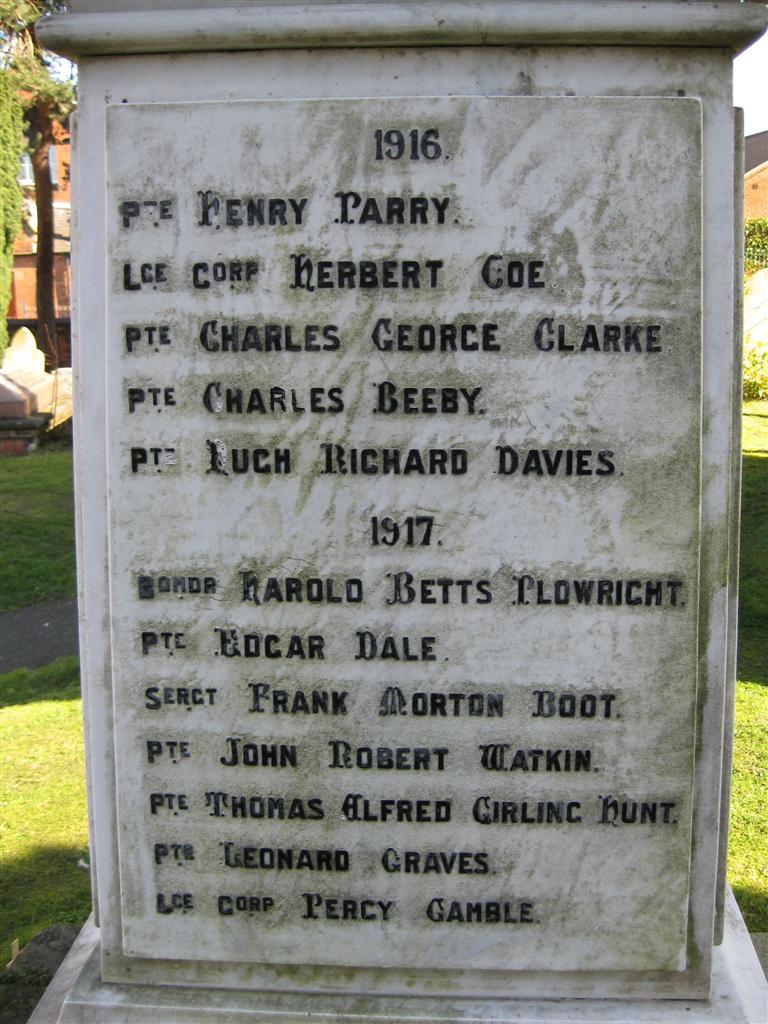 1916.
PTE HENRY PARRY.
LCE CORP HERBERT COE
PTE CHARLES GEORGE CLARKE
PTE CHARLES BEEBY.
PTE HUGH RICHARD DAVIES.
1917.
BOMDR HAROLD BETTS PLOWRIGHT.
PTE EDGAR DALE.
SERGT FRANK MORTON BOOT.
PTE JOHN ROBERT WATKIN.
PTE THOMAS ALFRED GIRLING HUNT.
PTE LEONARD GRAVES.
LCE CORP PERCY GAMBLE.